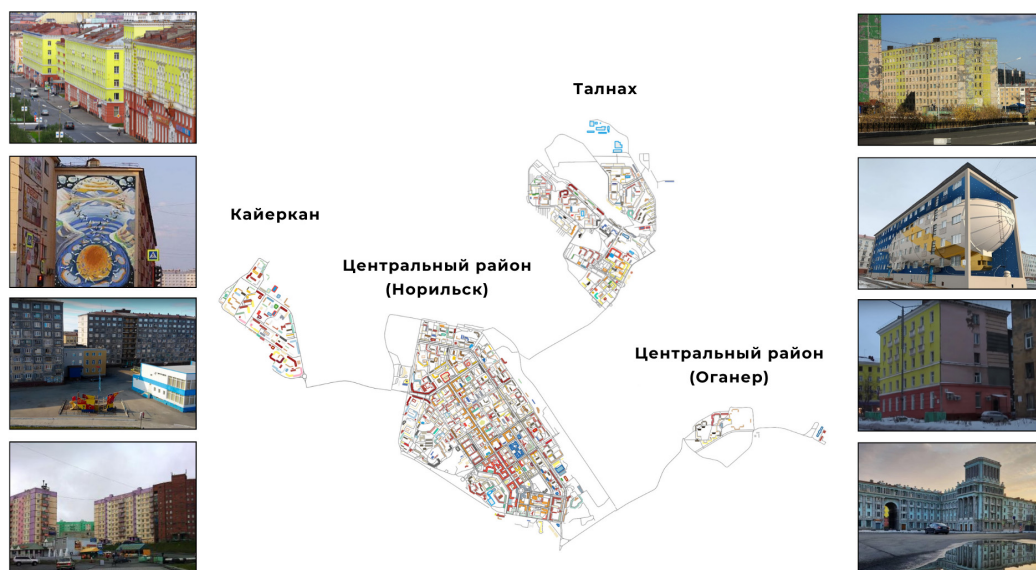 Талнах
Кайеркан
Центральный район
(Норильск)
Центральный район
(Оганер)